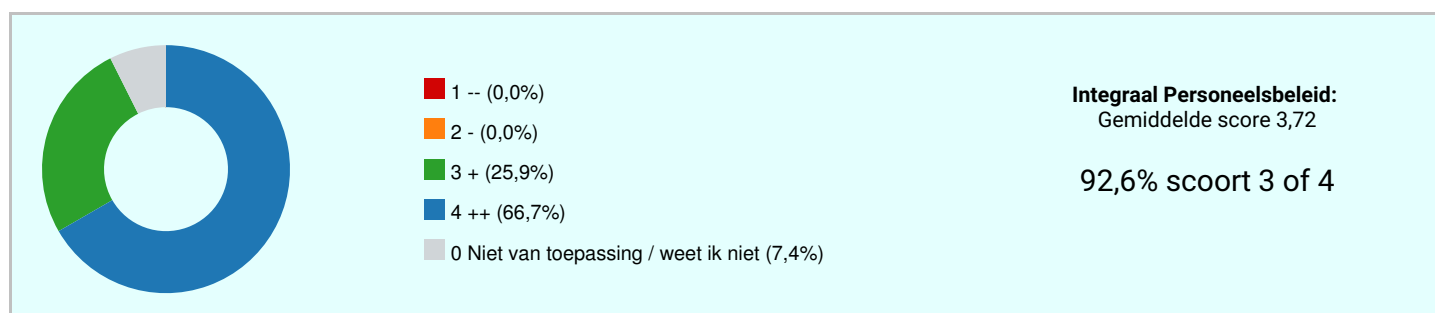 1 -- (0,0%)
2 - (0,0%)
3 + (25,9%)
4 ++ (66,7%)
0 Niet van toepassing / weet ik niet (7,4%)
Integraal Personeelsbeleid:
Gemiddelde score 3,72
92,6% scoort 3 of 4